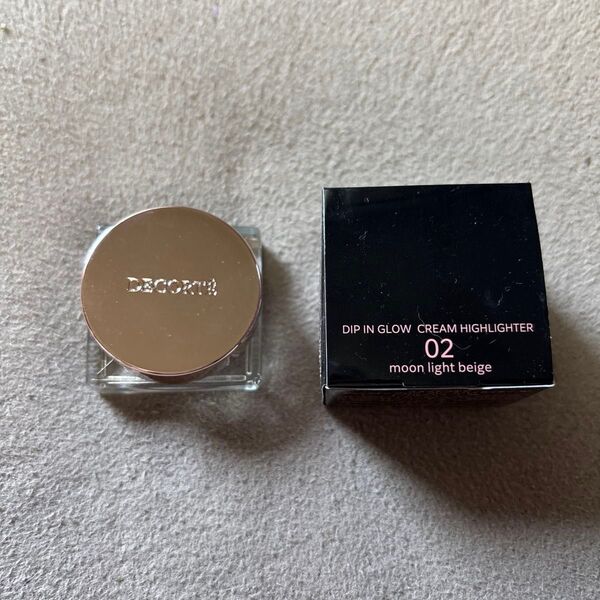 DECORTÉ
DIP IN GLOW CREAM HIGHLIGHTER
02
moon light beige